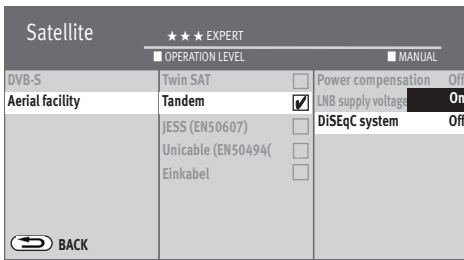 Satellite
★★★ EXPERT
OPERATION LEVEL MANUAL
DVB-S Twin SAT Power compensation Off
Aerial facility Tandem LNB supply voltage On
JESS (EN50607) DiSEqC system Off
Unicable (EN50494(
Einkabel
BACK